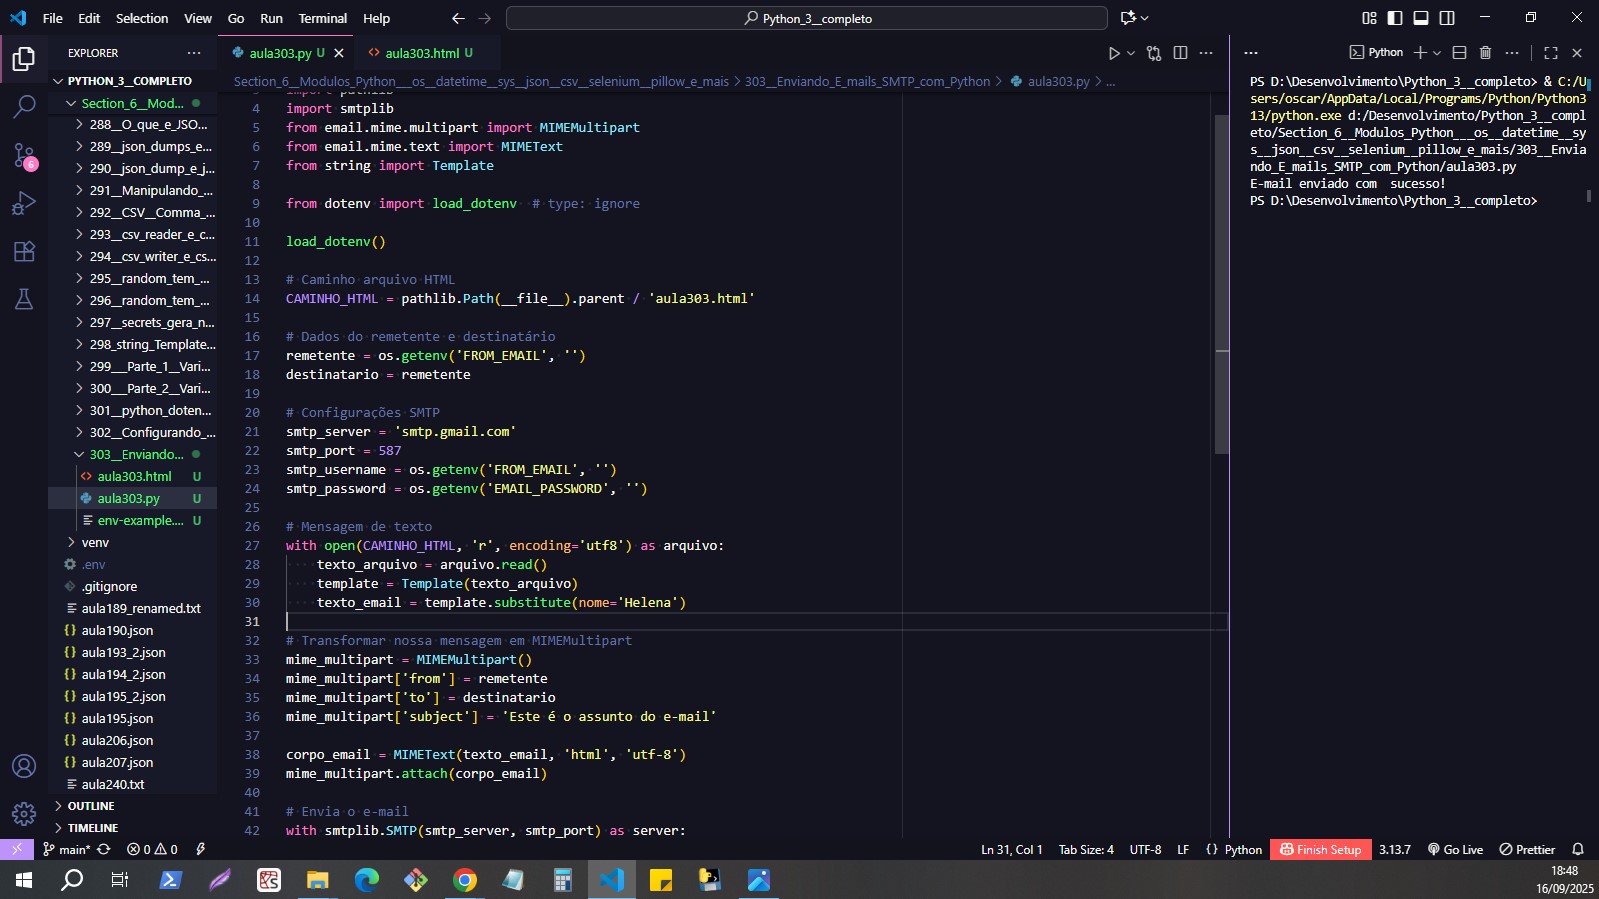 File Edit Selection View Go Run Terminal Help
Python_3__completo
EXPLORER
PYTHON_3__COMPLETO
Section_6__Mod...
288__O_que_e_JSO...
289__json_dumps_e...
290__json_dump_e_j...
291__Manipulando_...
292__CSV__Comma_...
293__csv_reader_e_c...
294__csv_writer_e_cs...
295__random_tem_...
296__random_tem_...
297__secrets_gera_n...
298_string_Template...
299___Parte_1__Vari...
300___Parte_2__Vari...
301__python_doten...
302__Configurando_...
303__Enviando...
aula303.html U
aula303.py U
env-example.... U
venv
.env
.gitignore
aula189_renamed.txt
aula190.json
aula193_2.json
aula194_2.json
aula195_2.json
aula195.json
aula206.json
aula207.json
aula240.txt
OUTLINE
TIMELINE
6
aula303.py U
aula303.html U
Section_6__Modulos_Python___os__datetime__sys__json__csv__selenium__pillow_e_mais > 303__Enviando_E_mails_SMTP_com_Python > aula303.py > ...
3 import pathlib
4 import smtplib
5 from email.mime.multipart import MIMEMultipart
6 from email.mime.text import MIMEText
7 from string import Template
8
9 from dotenv import load_dotenv # type: ignore
10
11 load_dotenv()
12
13 # Caminho arquivo HTML
14 CAMINHO_HTML = pathlib.Path(__file__).parent / 'aula303.html'
15
16 # Dados do remetente e destinatário
17 remetente = os.getenv('FROM_EMAIL', '')
18 destinatario = remetente
19
20 # Configurações SMTP
21 smtp_server = 'smtp.gmail.com'
22 smtp_port = 587
23 smtp_username = os.getenv('FROM_EMAIL', '')
24 smtp_password = os.getenv('EMAIL_PASSWORD', '')
25
26 # Mensagem de texto
27 with open(CAMINHO_HTML, 'r', encoding='utf8') as arquivo:
28 texto_arquivo = arquivo.read()
29 template = Template(texto_arquivo)
30 texto_email = template.substitute(nome='Helena')
31
32 # Transformar nossa mensagem em MIMEMultipart
33 mime_multipart = MIMEMultipart()
34 mime_multipart['from'] = remetente
35 mime_multipart['to'] = destinatario
36 mime_multipart['subject'] = 'Este é o assunto do e-mail'
37
38 corpo_email = MIMEText(texto_email, 'html', 'utf-8')
39 mime_multipart.attach(corpo_email)
40
41 # Envia o e-mail
42 with smtplib.SMTP(smtp_server, smtp_port) as server:
Python
PS D:\Desenvolvimento\Python_3__completo> & C:/U
sers/oscar/AppData/Local/Programs/Python/Python3
13/python.exe d:/Desenvolvimento/Python_3__compl
eto/Section_6__Modulos_Python___os__datetime__sy
s__json__csv__selenium__pillow_e_mais/303__Envia
ndo_E_mails_SMTP_com_Python/aula303.py
E-mail enviado com  sucesso!
PS D:\Desenvolvimento\Python_3__completo>
main* 0 0 Ln 31, Col 1 Tab Size: 4 UTF-8 LF {} Python Finish Setup 3.13.7 Go Live Prettier
18:48
16/09/2025